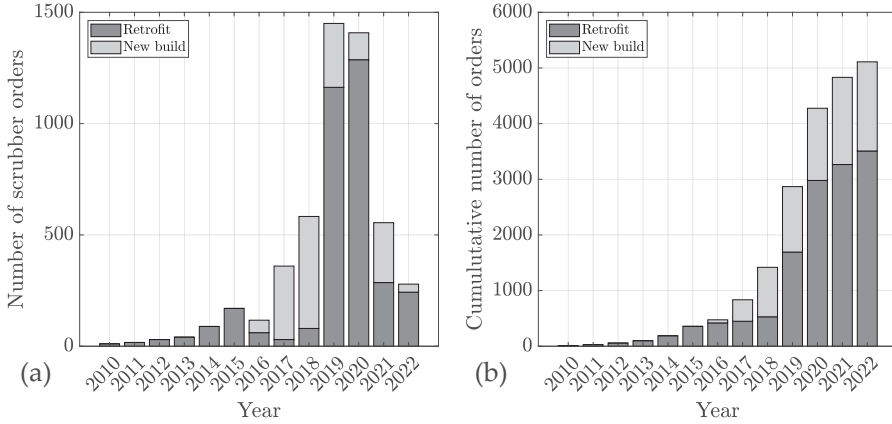 Retrofit
New build
Number of scrubber orders
1500
1000
500
0
2010 2011 2012 2013 2014 2015 2016 2017 2018 2019 2020 2021 2022
Year
(a)
Retrofit
New build
Cumulutative number of orders
6000
5000
4000
3000
2000
1000
0
2010 2011 2012 2013 2014 2015 2016 2017 2018 2019 2020 2021 2022
Year
(b)